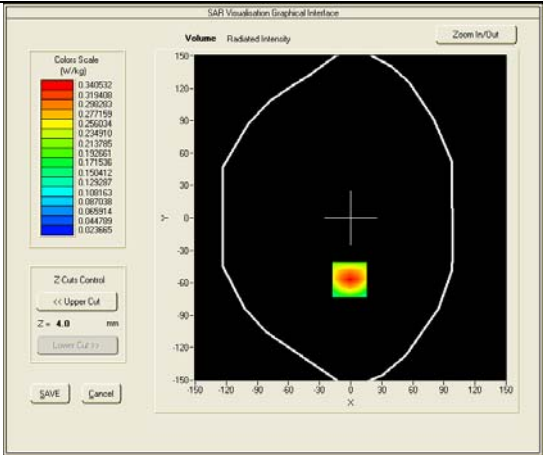 SAR Visualisation Graphical Interface
Volume Radiated Intensity
Zoom In/Out
Colors Scale
(W/kg)
0.340532
0.319408
0.298283
0.277159
0.256034
0.234910
0.213785
0.192661
0.171536
0.150412
0.129287
0.108163
0.087038
0.065914
0.044789
0.023665
Z-Cuts Control
<< Upper Cut
Z = 4.0 mm
Lower Cut >>
SAVE Cancel
150
120
90
60
30
0
-30
-60
-90
-120
-150
Y
-150 -120 -90 -60 -30 0 30 60 90 120 150
X